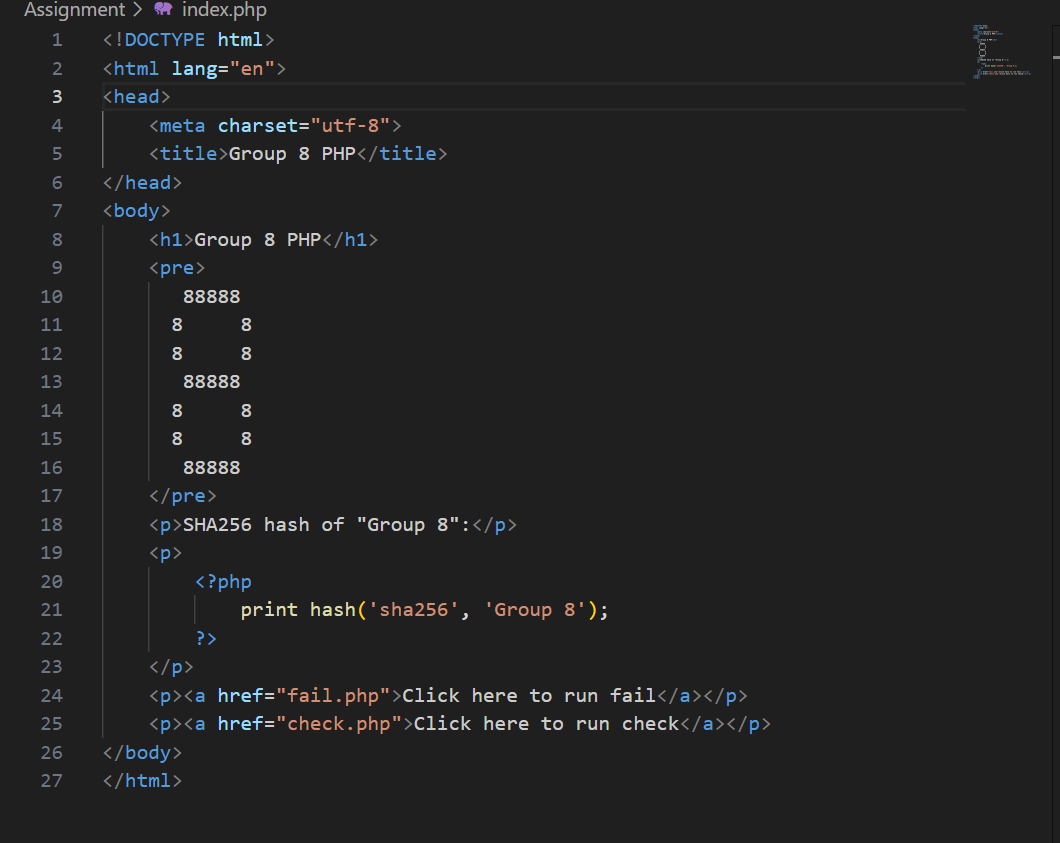 Assignment > index.php
1 <!DOCTYPE html>
2 <html lang="en">
3 <head>
4     <meta charset="utf-8">
5     <title>Group 8 PHP</title>
6 </head>
7 <body>
8     <h1>Group 8 PHP</h1>
9     <pre>
10        88888
11       8     8
12       8     8
13        88888
14       8     8
15       8     8
16        88888
17     </pre>
18     <p>SHA256 hash of "Group 8":</p>
19     <p>
20         <?php
21             print hash('sha256', 'Group 8');
22         ?>
23     </p>
24     <p><a href="fail.php">Click here to run fail</a></p>
25     <p><a href="check.php">Click here to run check</a></p>
26 </body>
27 </html>